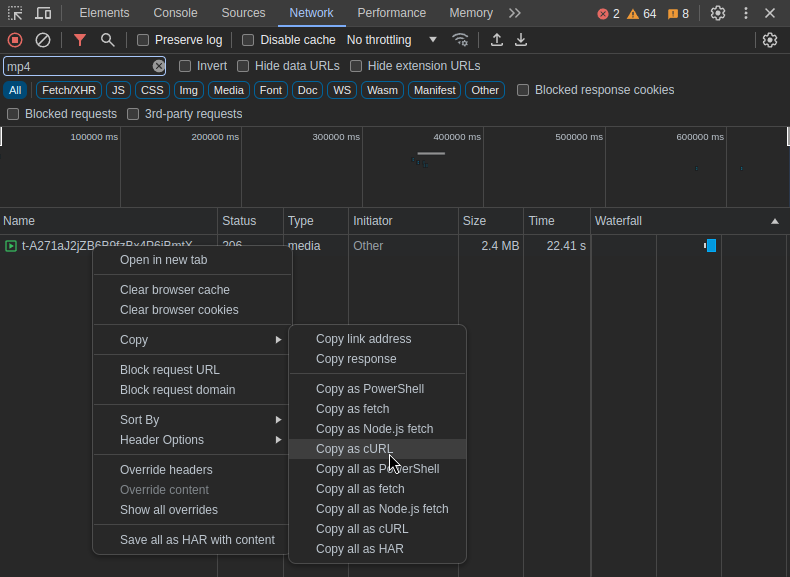 Elements Console Sources Network Performance Memory 2 64 8
Preserve log Disable cache No throttling
mp4 Invert Hide data URLs Hide extension URLs
All Fetch/XHR JS CSS Img Media Font Doc WS Wasm Manifest Other Blocked response cookies
Blocked requests 3rd-party requests
100000 ms 200000 ms 300000 ms 400000 ms 500000 ms 600000 ms
Name Status Type Initiator Size Time Waterfall
206 media Other 2.4 MB 22.41 s
Open in new tab
Clear browser cache
Clear browser cookies
Copy
Block request URL
Block request domain
Sort By
Header Options
Override headers
Override content
Show all overrides
Save all as HAR with content
Copy link address
Copy response
Copy as PowerShell
Copy as fetch
Copy as Node.js fetch
Copy as cURL
Copy all as PowerShell
Copy all as fetch
Copy all as Node.js fetch
Copy all as cURL
Copy all as HAR